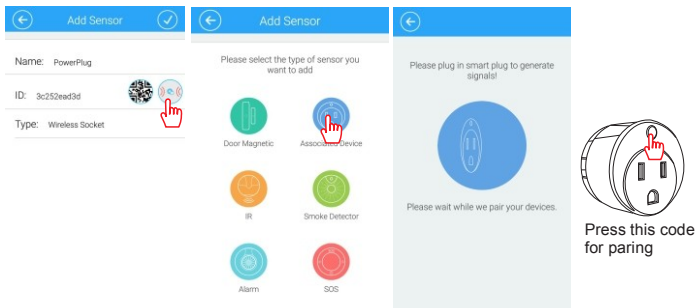 Add Sensor
Name: PowerPlug
ID: 3c252ead3d
Type: Wireless Socket
Add Sensor
Please select the type of sensor you
want to add
Door Magnetic
Associated Device
IR
Smoke Detector
Alarm
SOS
Please plug in smart plug to generate
signals!
Please wait while we pair your devices.
Press this code
for paring